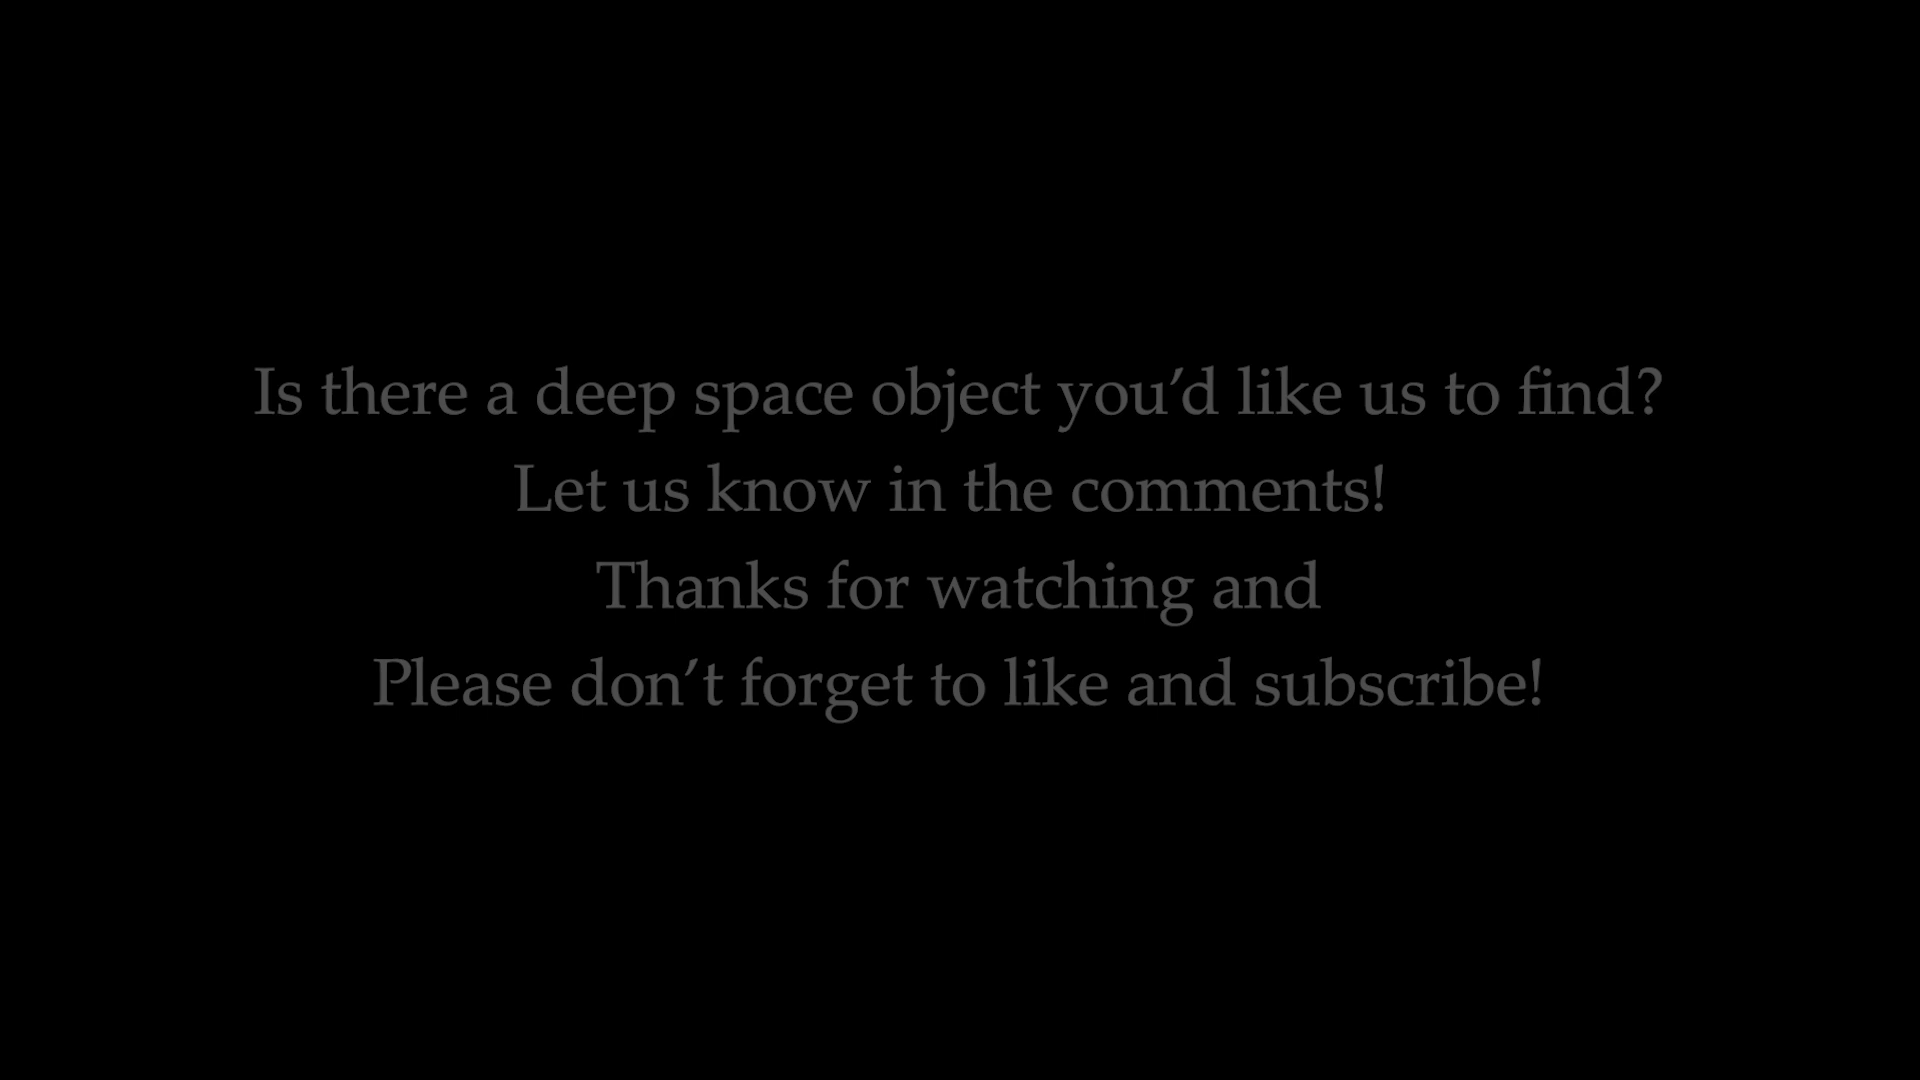 Is there a deep space object you’d like us to find?
Let us know in the comments!
Thanks for watching and
Please don’t forget to like and subscribe!